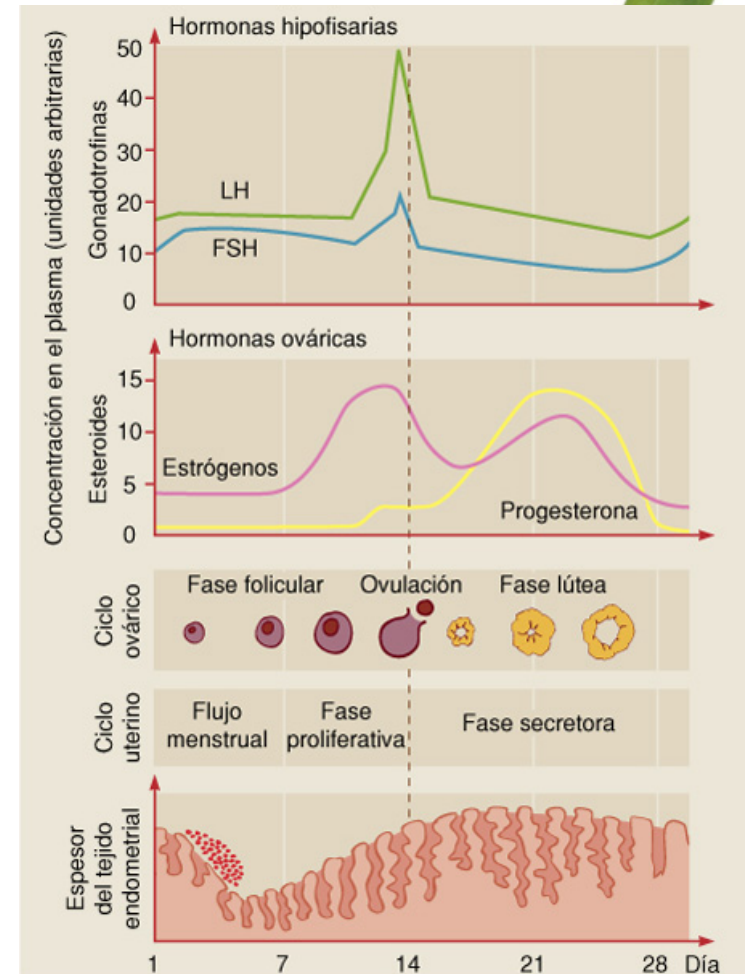 Concentración en el plasma (unidades arbitrarias)
Hormonas hipofisarias
Gonadotrofinas
50
40
30
20
10
0
LH
FSH
Hormonas ováricas
Esteroides
15
10
5
0
Estrógenos
Progesterona
Ciclo
ovárico
Fase folicular
Ovulación
Fase lútea
Ciclo
uterino
Flujo
menstrual
Fase
proliferativa
Fase secretora
Espesor
del tejido
endometrial
1 7 14 21 28 Día